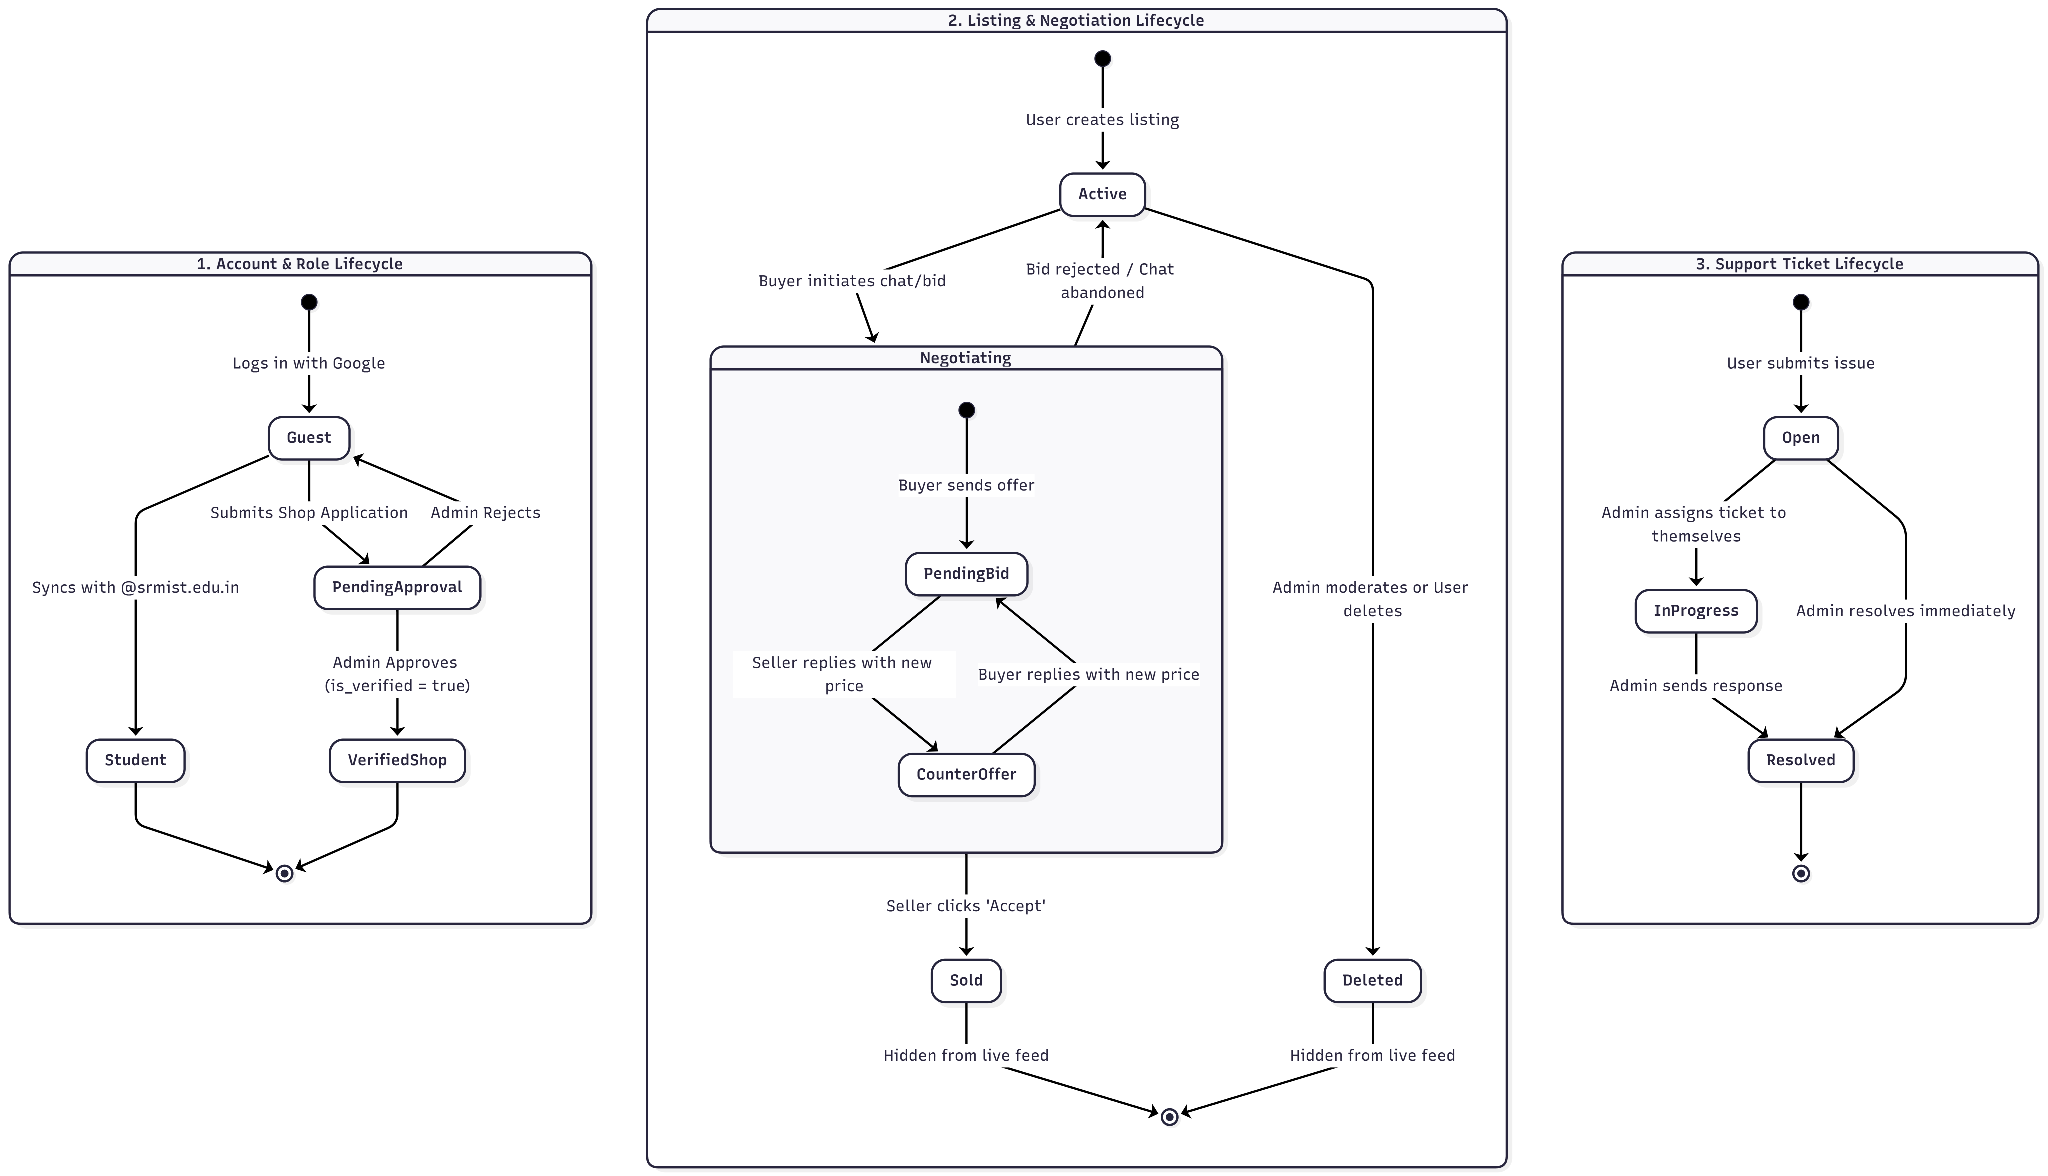 1. Account & Role Lifecycle
Logs in with Google
Guest
Submits Shop Application
Admin Rejects
Syncs with @srmist.edu.in
PendingApproval
Admin Approves
(is_verified = true)
Student
VerifiedShop
2. Listing & Negotiation Lifecycle
User creates listing
Active
Buyer initiates chat/bid
Bid rejected / Chat
abandoned
Negotiating
Buyer sends offer
PendingBid
Seller replies with new
price
Buyer replies with new price
CounterOffer
Admin moderates or User
deletes
Seller clicks 'Accept'
Sold
Deleted
Hidden from live feed
Hidden from live feed
3. Support Ticket Lifecycle
User submits issue
Open
Admin assigns ticket to
themselves
InProgress
Admin resolves immediately
Admin sends response
Resolved